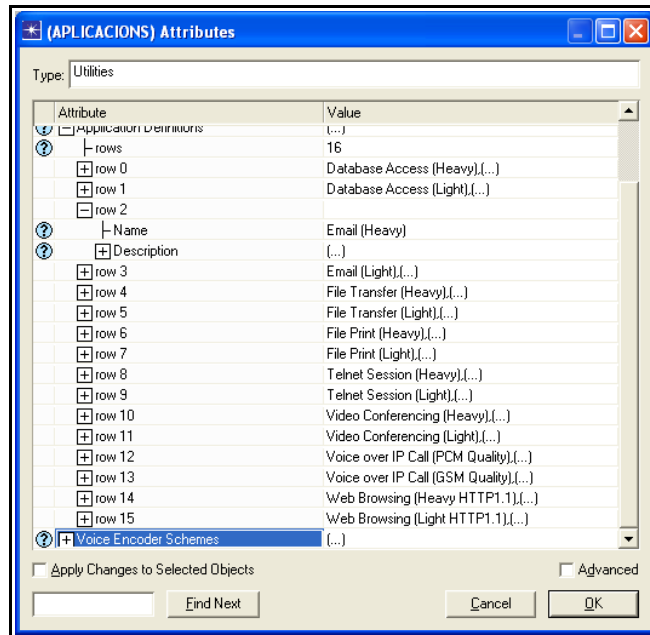 (APLICACIONS) Attributes
Type: Utilities
Attribute Value
Application Definitions (...)
rows 16
row 0 Database Access (Heavy),(...)
row 1 Database Access (Light),(...)
row 2
Name Email (Heavy)
Description (...)
row 3 Email (Light),(...)
row 4 File Transfer (Heavy),(...)
row 5 File Transfer (Light),(...)
row 6 File Print (Heavy),(...)
row 7 File Print (Light),(...)
row 8 Telnet Session (Heavy),(...)
row 9 Telnet Session (Light),(...)
row 10 Video Conferencing (Heavy),(...)
row 11 Video Conferencing (Light),(...)
row 12 Voice over IP Call (PCM Quality),(...)
row 13 Voice over IP Call (GSM Quality),(...)
row 14 Web Browsing (Heavy HTTP1.1),(...)
row 15 Web Browsing (Light HTTP1.1),(...)
Voice Encoder Schemes (...)
Apply Changes to Selected Objects Advanced
Find Next Cancel OK